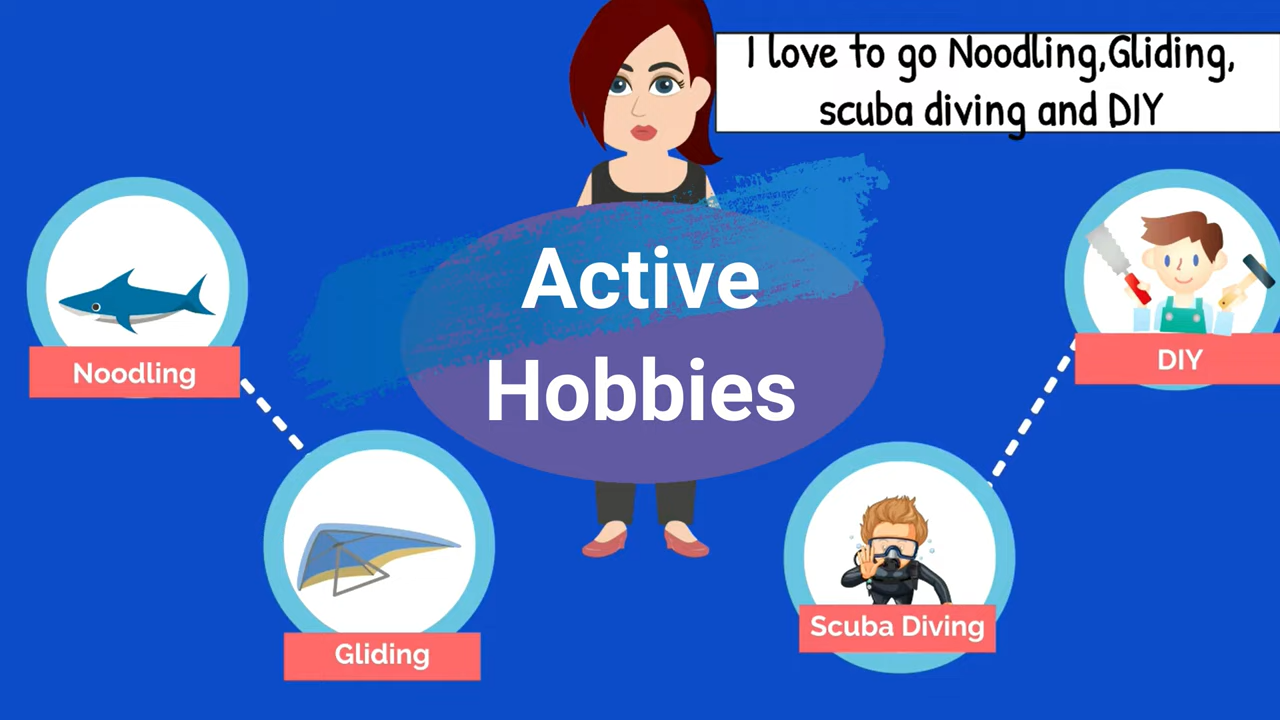 I love to go Noodling,Gliding,
scuba diving and DIY
Active
Hobbies
Noodling
DIY
Gliding
Scuba Diving